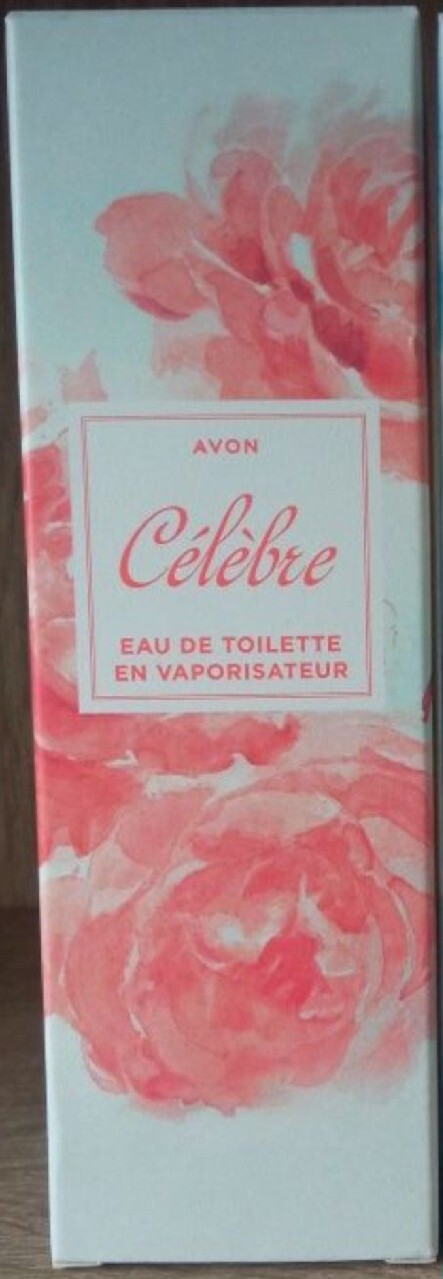 AVON
Célèbre
EAU DE TOILETTE
EN VAPORISATEUR